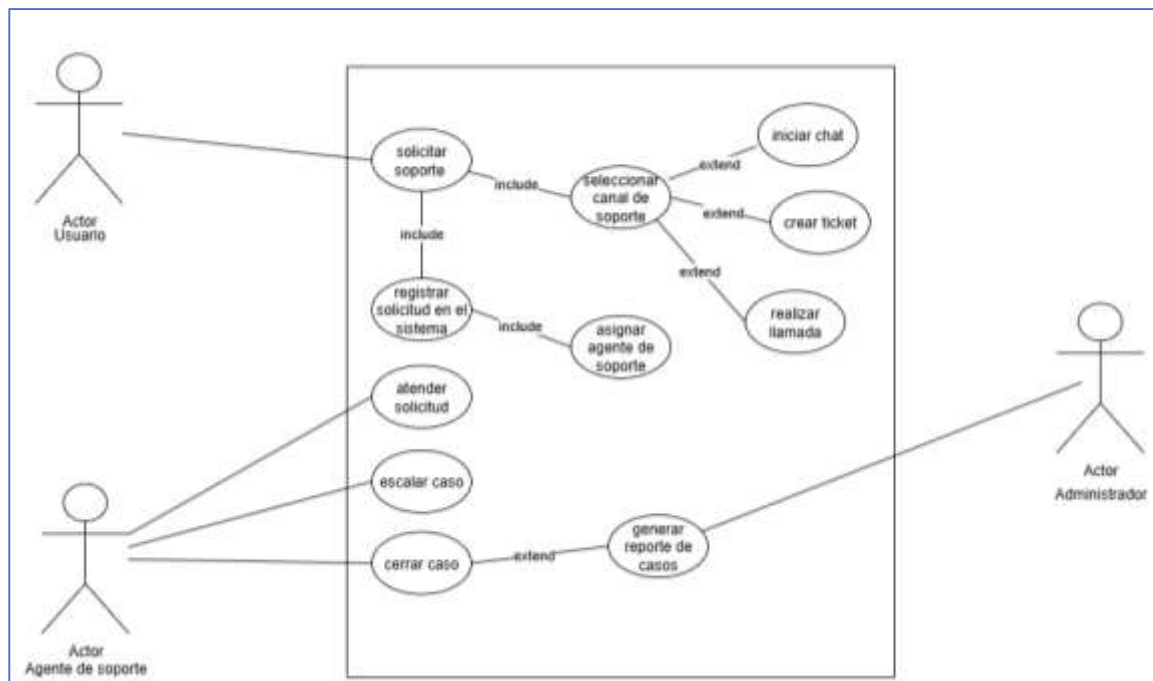 iniciar chat
solicitar
soporte
extend
include
seleccionar
canal de
soporte
extend
crear ticket
Actor
Usuario
include
extend
registrar
solicitud en el
sistema
include
asignar
agente de
soporte
realizar
llamada
atender
solicitud
escalar caso
Actor
Administrador
generar
reporte de
casos
cerrar caso
extend
Actor
Agente de soporte